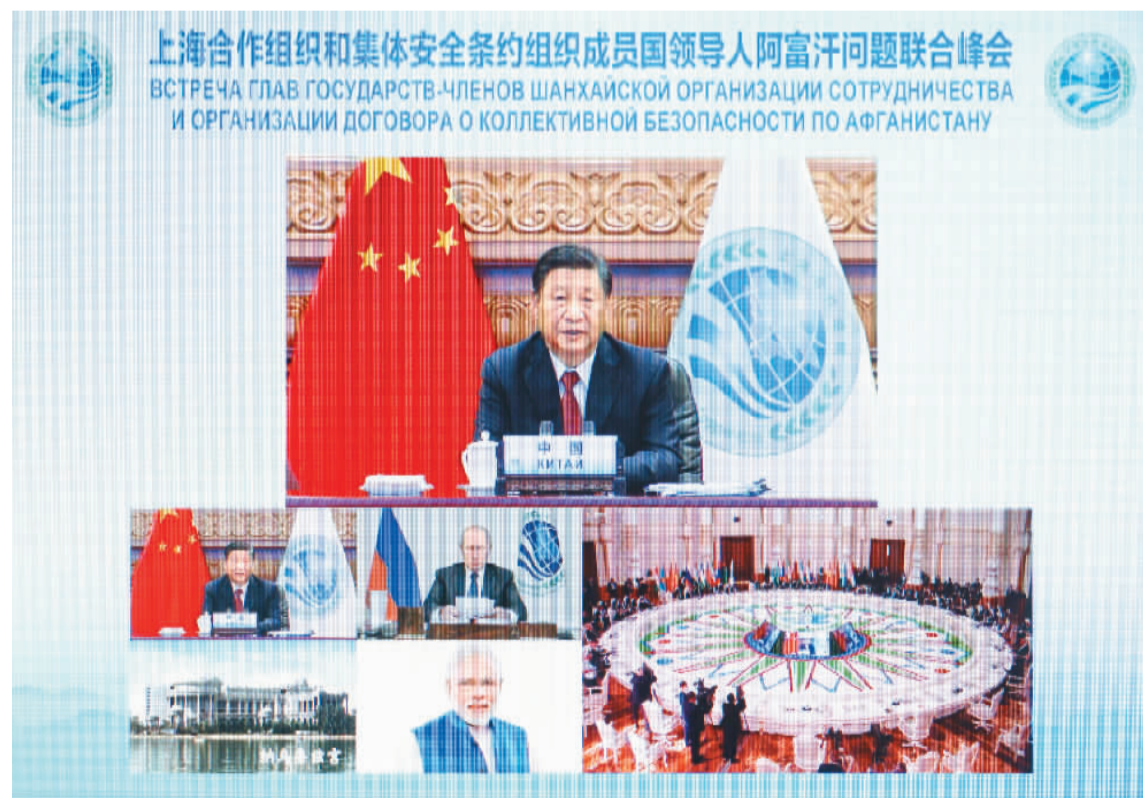 上海合作组织和集体安全条约组织成员国领导人阿富汗问题联合峰会
ВСТРЕЧА ГЛАВ ГОСУДАРСТВ-ЧЛЕНОВ ШАНХАЙСКОЙ ОРГАНИЗАЦИИ СОТРУДНИЧЕСТВА
И ОРГАНИЗАЦИИ ДОГОВОРА О КОЛЛЕКТИВНОЙ БЕЗОПАСНОСТИ ПО АФГАНИСТАНУ
中 国
КИТАЙ